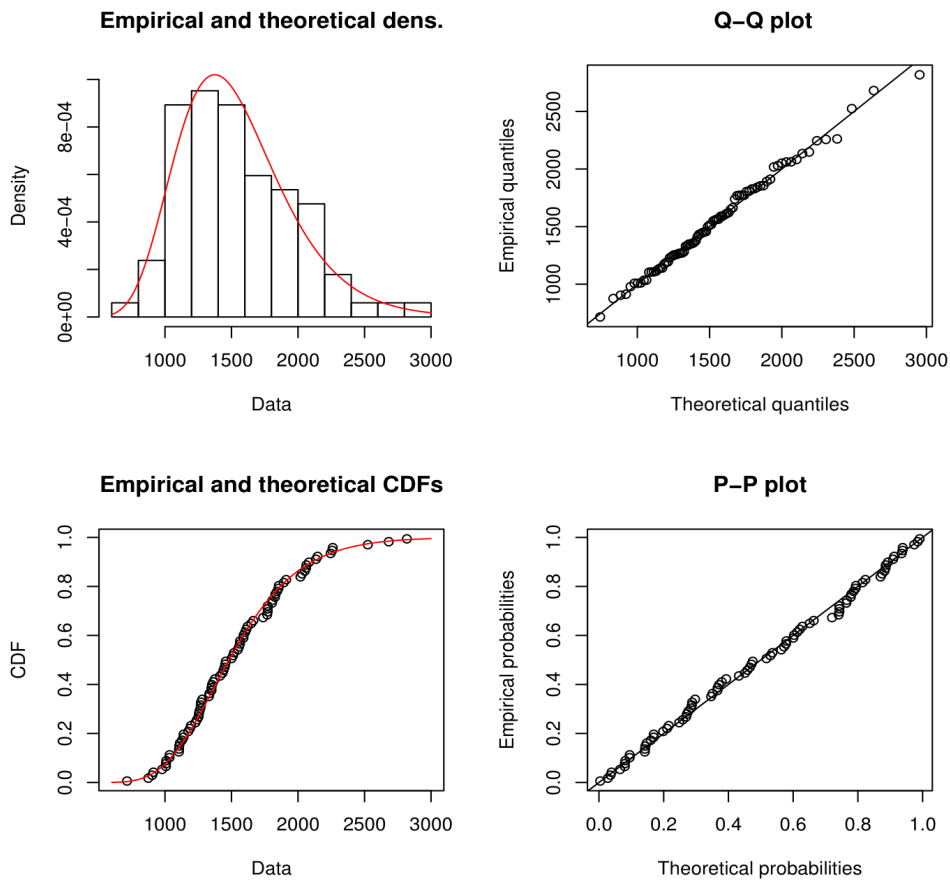 Empirical and theoretical dens.
Density
0e+00
4e−04
8e−04
1000
1500
2000
2500
3000
Data
Q−Q plot
Empirical quantiles
1000
1500
2000
2500
1000
1500
2000
2500
3000
Theoretical quantiles
Empirical and theoretical CDFs
CDF
0.0
0.2
0.4
0.6
0.8
1.0
1000
1500
2000
2500
3000
Data
P−P plot
Empirical probabilities
0.0
0.2
0.4
0.6
0.8
1.0
0.0
0.2
0.4
0.6
0.8
1.0
Theoretical probabilities